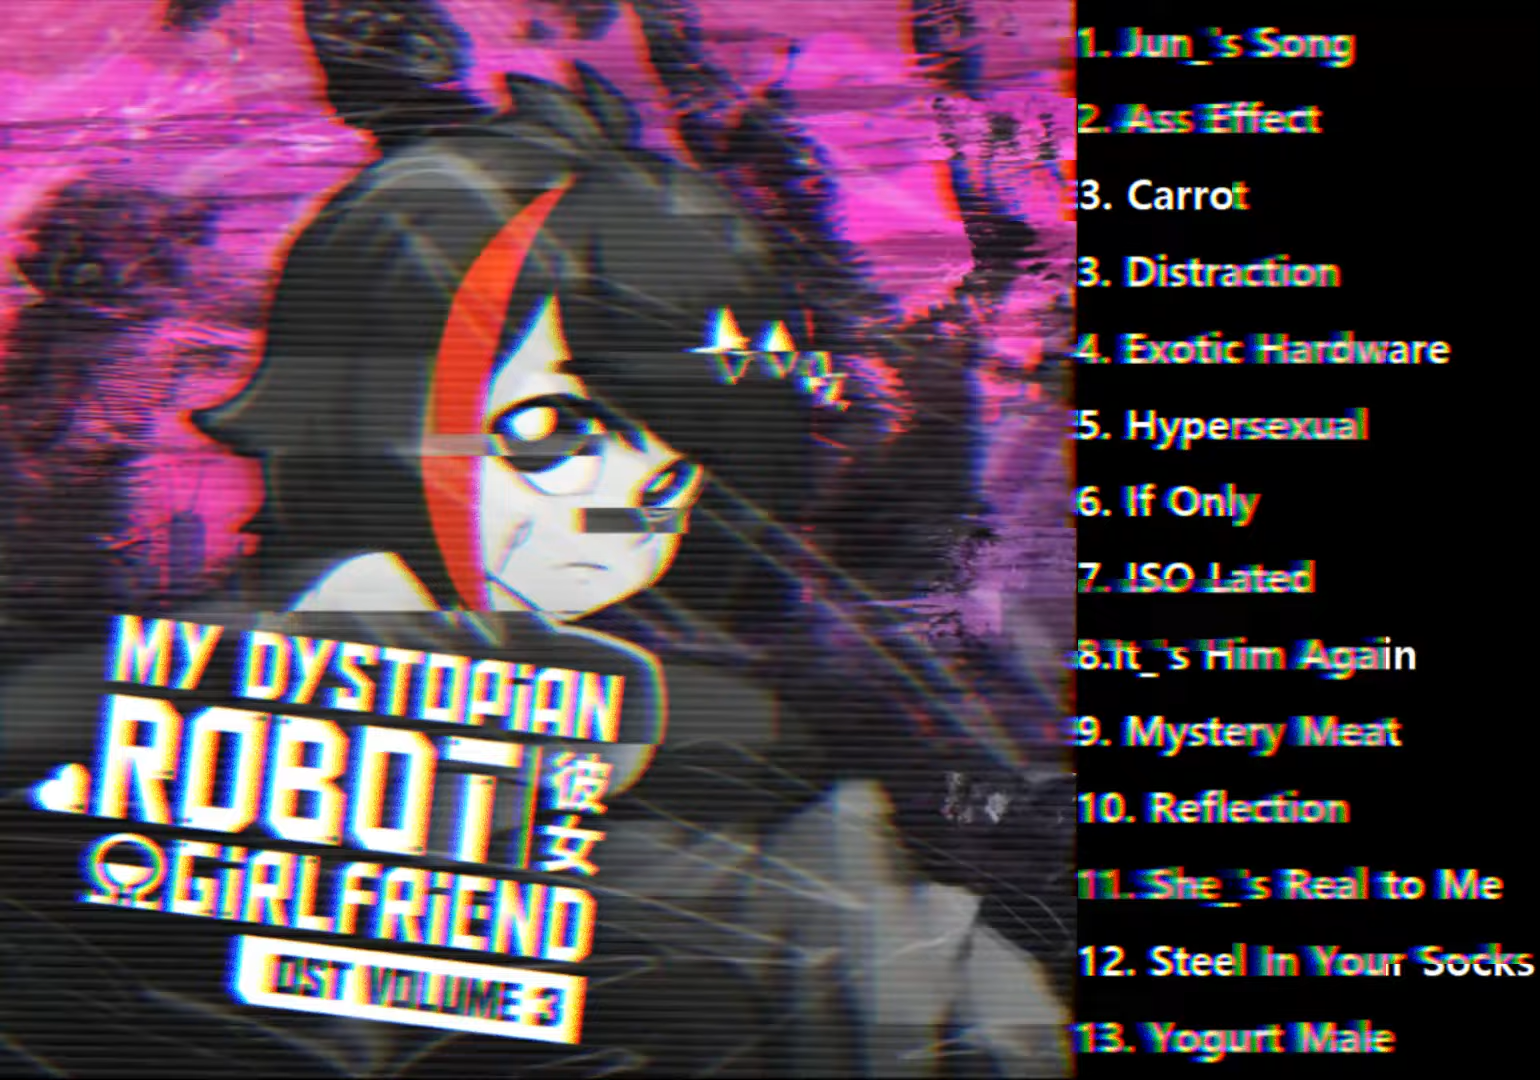 MY DYSTOPiAN
ROBOT
彼女
GiRLFRiEND
OST VOLUME 3
1. Jun_'s Song
2. Ass Effect
3. Carrot
3. Distraction
4. Exotic Hardware
5. Hypersexual
6. If Only
7. ISO Lated
8.It_'s Him Again
9. Mystery Meat
10. Reflection
11. She_'s Real to Me
12. Steel In Your Socks
13. Yogurt Male